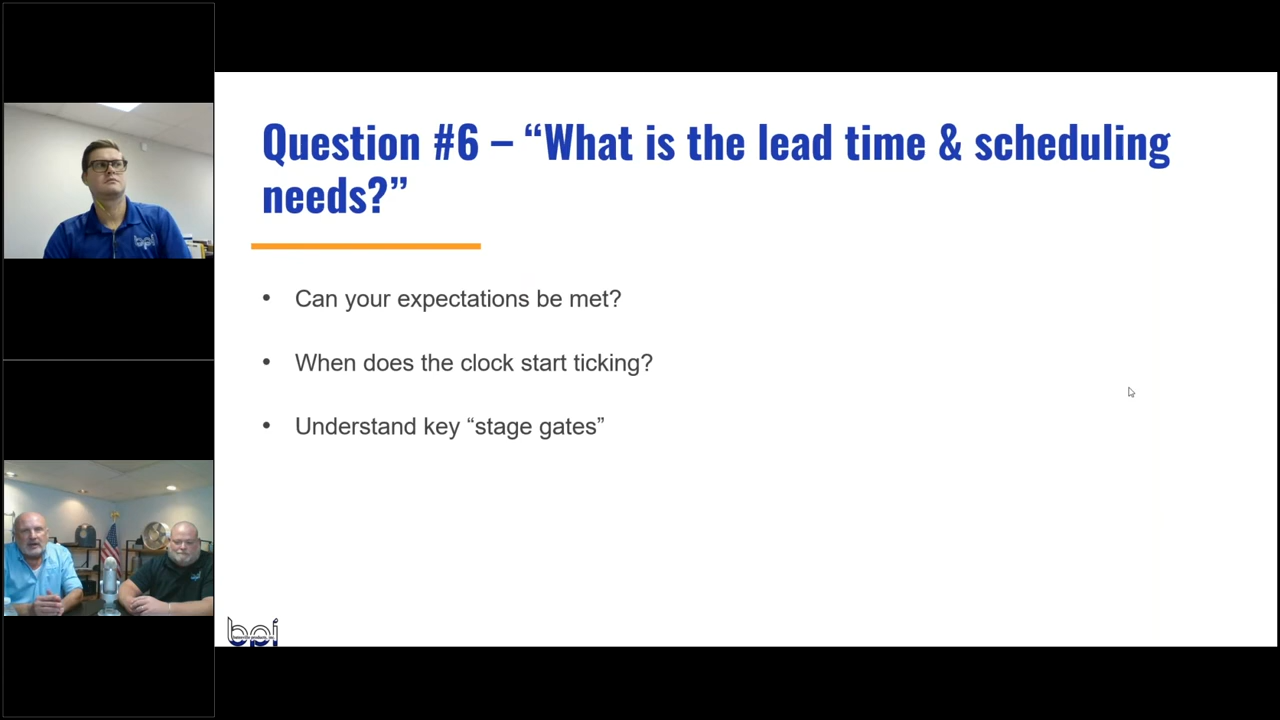 Question #6 – “What is the lead time & scheduling
needs?”
• Can your expectations be met?
• When does the clock start ticking?
• Understand key “stage gates”
bpi
bpi